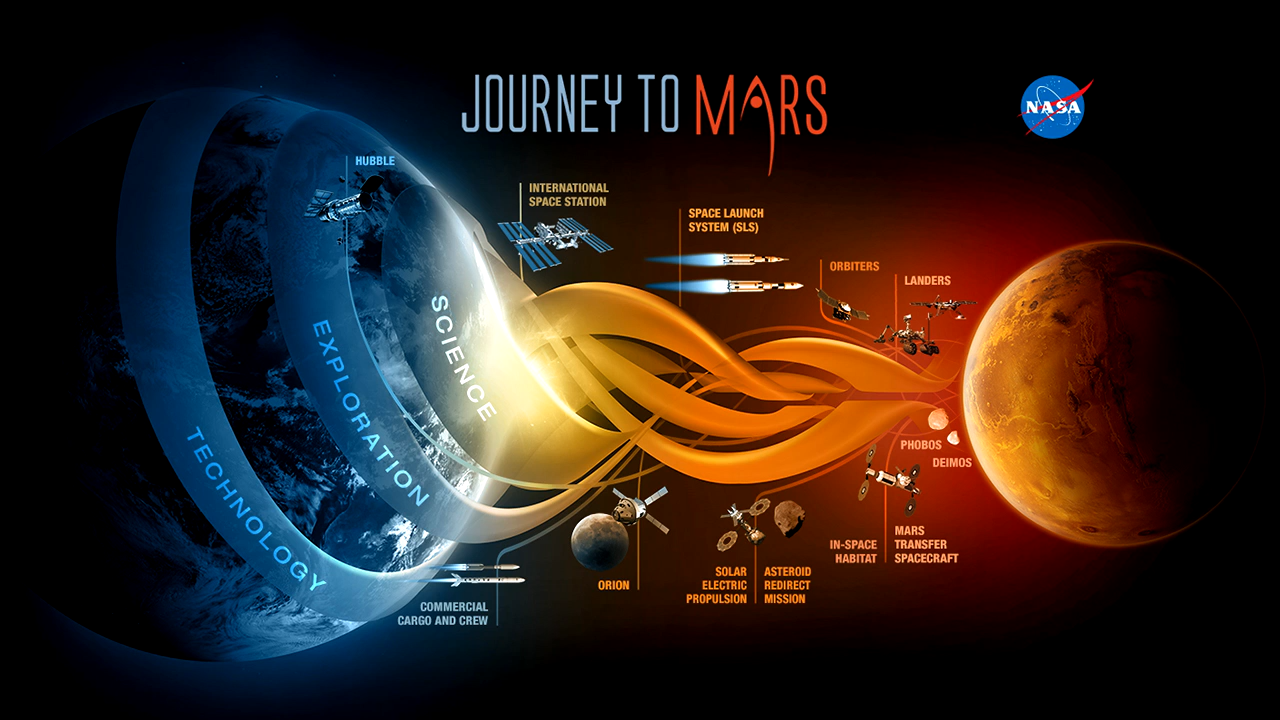 JOURNEY TO MARS
NASA
HUBBLE
INTERNATIONAL
SPACE STATION
SPACE LAUNCH
SYSTEM (SLS)
ORBITERS
LANDERS
SCIENCE
EXPLORATION
TECHNOLOGY
PHOBOS
DEIMOS
COMMERCIAL
CARGO AND CREW
ORION
SOLAR
ELECTRIC
PROPULSION
ASTEROID
REDIRECT
MISSION
IN-SPACE
HABITAT
MARS
TRANSFER
SPACECRAFT